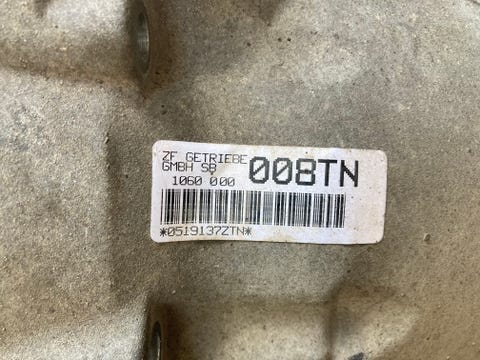 ZF GETRIEBE
GMBH SB
008TN
1060 000
*0519137ZTN*